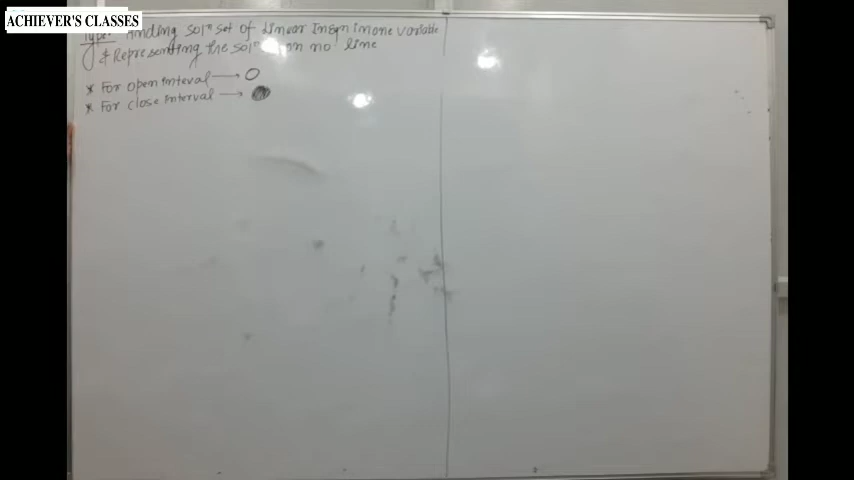 ACHIEVER'S CLASSES
Type: Finding solⁿ set of Linear Ineqn in one variable
& Representing the solⁿ on no. line
* For open interval → O
* For close interval →